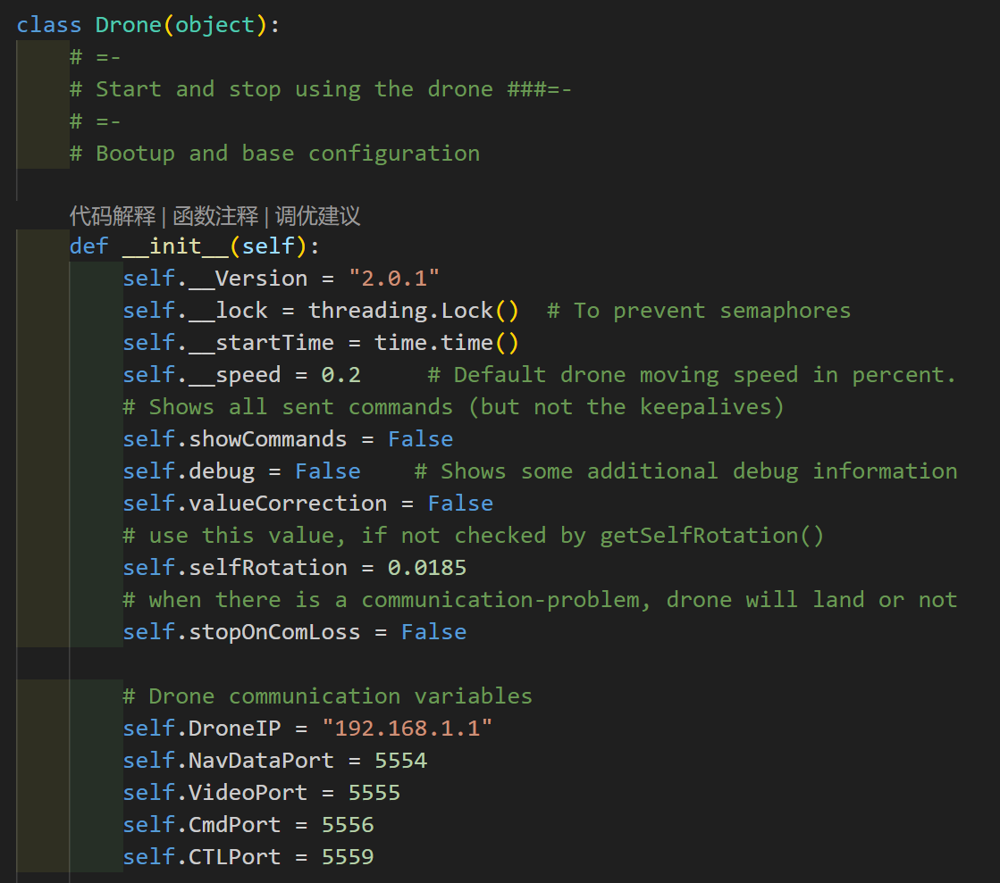 class Drone(object):
    # =-
    # Start and stop using the drone ###=-
    # =-
    # Bootup and base configuration

    代码解释 | 函数注释 | 调优建议
    def __init__(self):
        self.__Version = "2.0.1"
        self.__lock = threading.Lock()  # To prevent semaphores
        self.__startTime = time.time()
        self.__speed = 0.2     # Default drone moving speed in percent.
        # Shows all sent commands (but not the keepalives)
        self.showCommands = False
        self.debug = False    # Shows some additional debug information
        self.valueCorrection = False
        # use this value, if not checked by getSelfRotation()
        self.selfRotation = 0.0185
        # when there is a communication-problem, drone will land or not
        self.stopOnComLoss = False

        # Drone communication variables
        self.DroneIP = "192.168.1.1"
        self.NavDataPort = 5554
        self.VideoPort = 5555
        self.CmdPort = 5556
        self.CTLPort = 5559